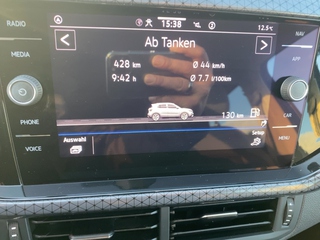 RADIO
15:38
12.5°C
NAV
Ab Tanken
MEDIA
APP
428 km
Ø 44 km/h
9:42 h
Ø 7.7 l/100km
PHONE
130 km
CAR
Auswahl
Setup
VOICE
MENU